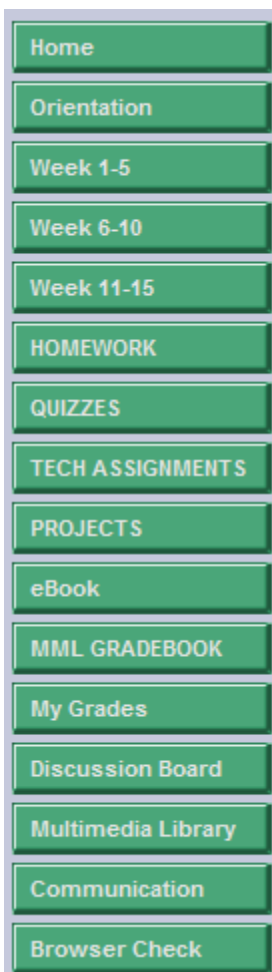 Home
Orientation
Week 1-5
Week 6-10
Week 11-15
HOMEWORK
QUIZZES
TECH ASSIGNMENTS
PROJECTS
eBook
MML GRADEBOOK
My Grades
Discussion Board
Multimedia Library
Communication
Browser Check